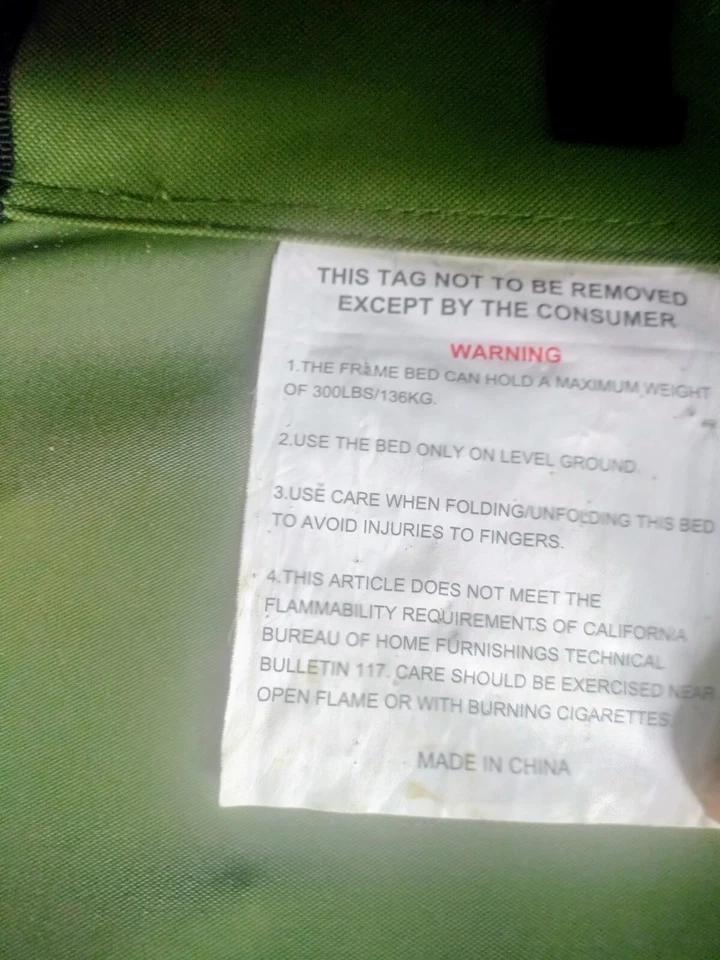 THIS TAG NOT TO BE REMOVED
EXCEPT BY THE CONSUMER
WARNING
1.THE FRAME BED CAN HOLD A MAXIMUM WEIGHT
OF 300LBS/136KG.
2.USE THE BED ONLY ON LEVEL GROUND.
3.USE CARE WHEN FOLDING/UNFOLDING THIS BED
TO AVOID INJURIES TO FINGERS.
4.THIS ARTICLE DOES NOT MEET THE
FLAMMABILITY REQUIREMENTS OF CALIFORNIA
BUREAU OF HOME FURNISHINGS TECHNICAL
BULLETIN 117. CARE SHOULD BE EXERCISED NEAR
OPEN FLAME OR WITH BURNING CIGARETTES
MADE IN CHINA